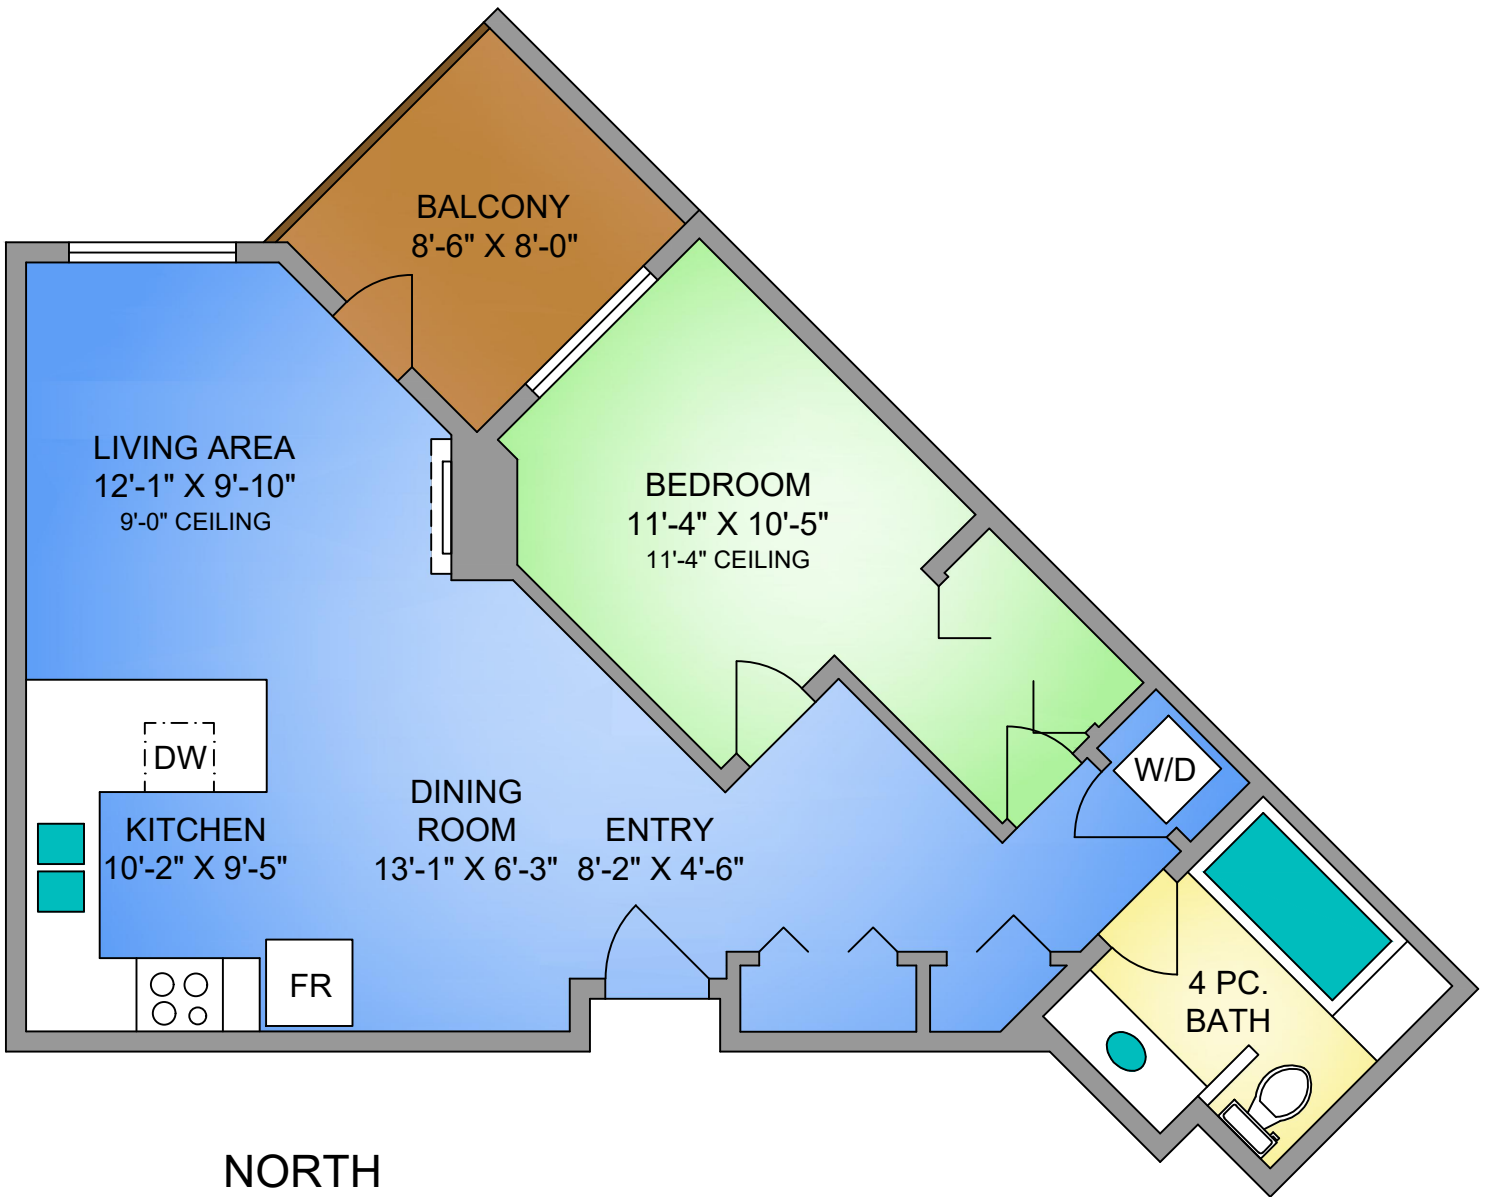 BALCONY
8'-6" X 8'-0"
LIVING AREA
12'-1" X 9'-10"
9'-0" CEILING
BEDROOM
11'-4" X 10'-5"
11'-4" CEILING
DW
W/D
KITCHEN
10'-2" X 9'-5"
DINING
ROOM
13'-1" X 6'-3"
ENTRY
8'-2" X 4'-6"
FR
4 PC.
BATH
NORTH